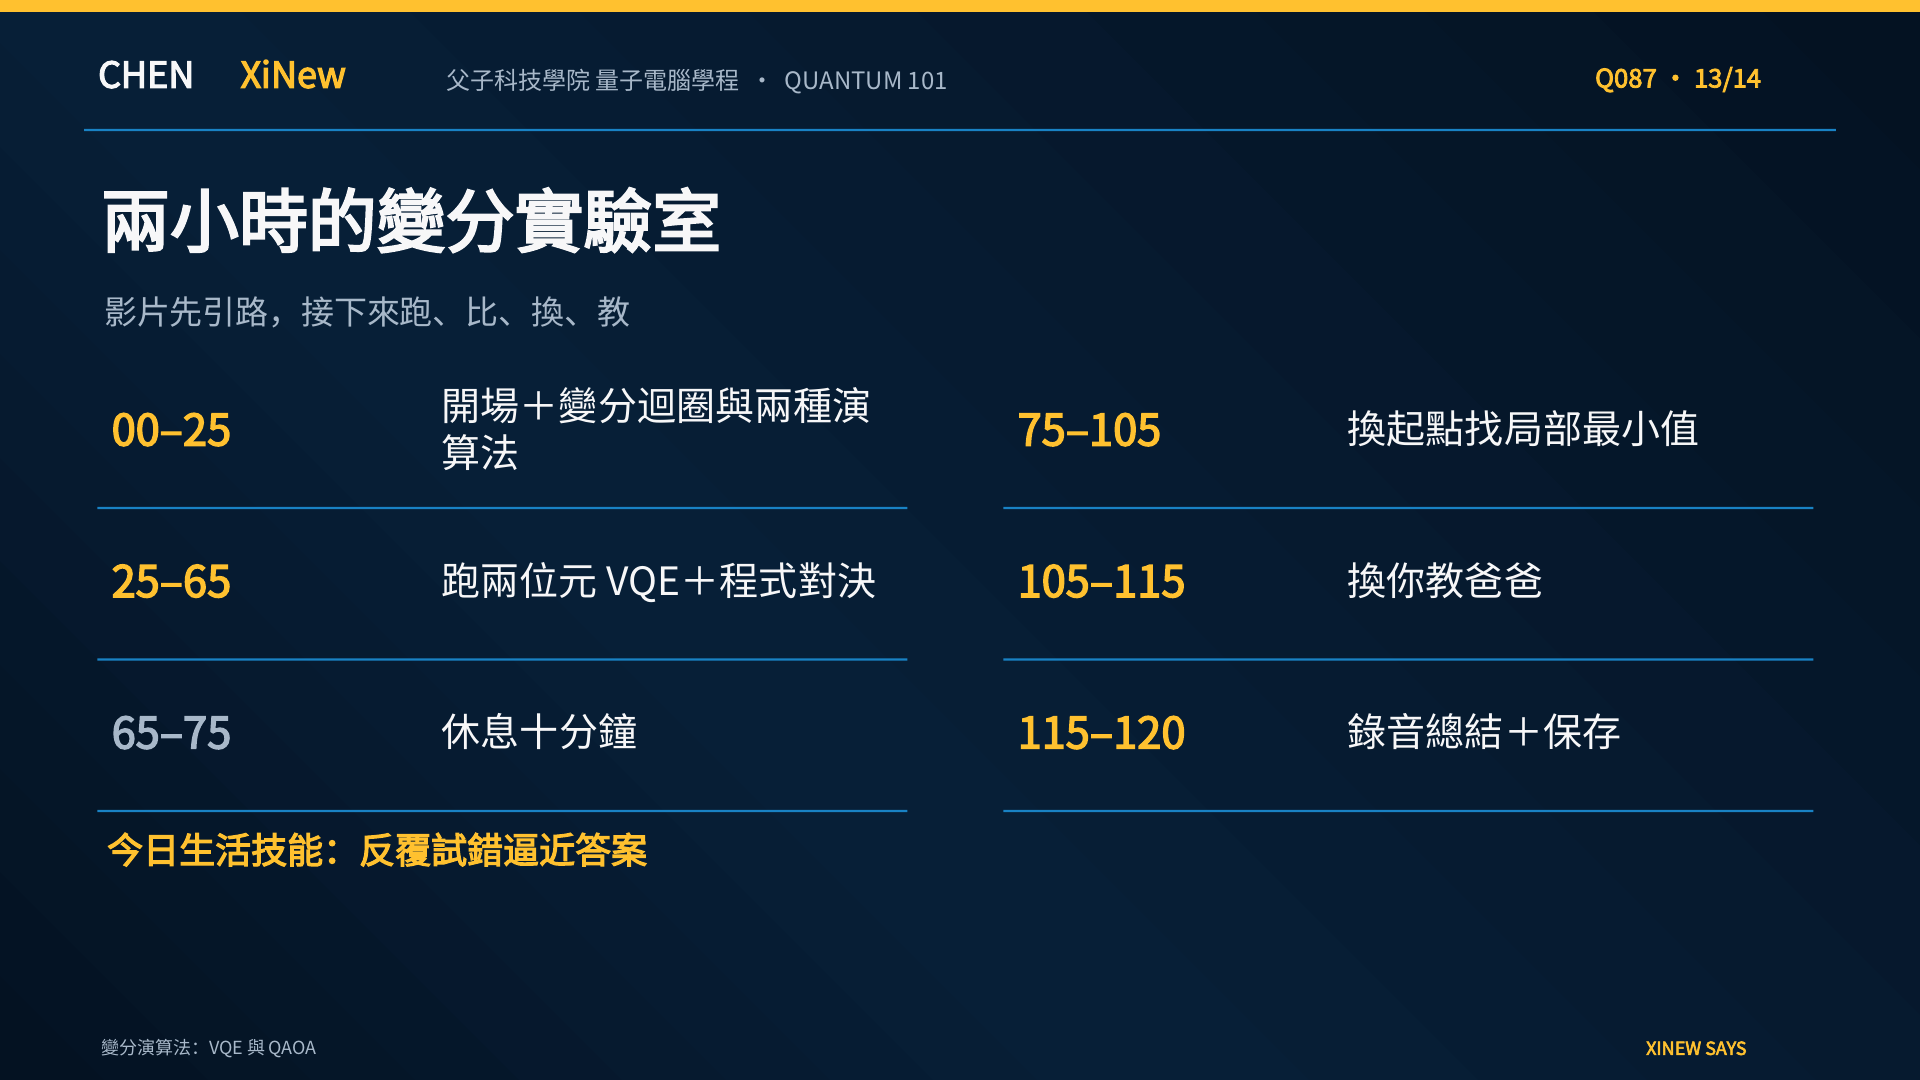 CHEN XiNew 父子科技學院 量子電腦學程 · QUANTUM 101 Q087 · 13/14
兩小時的變分實驗室
影片先引路，接下來跑、比、換、教
00–25 開場＋變分迴圈與兩種演
算法
25–65 跑兩位元 VQE＋程式對決
65–75 休息十分鐘
75–105 換起點找局部最小值
105–115 換你教爸爸
115–120 錄音總結＋保存
今日生活技能：反覆試錯逼近答案
變分演算法：VQE 與 QAOA XINEW SAYS